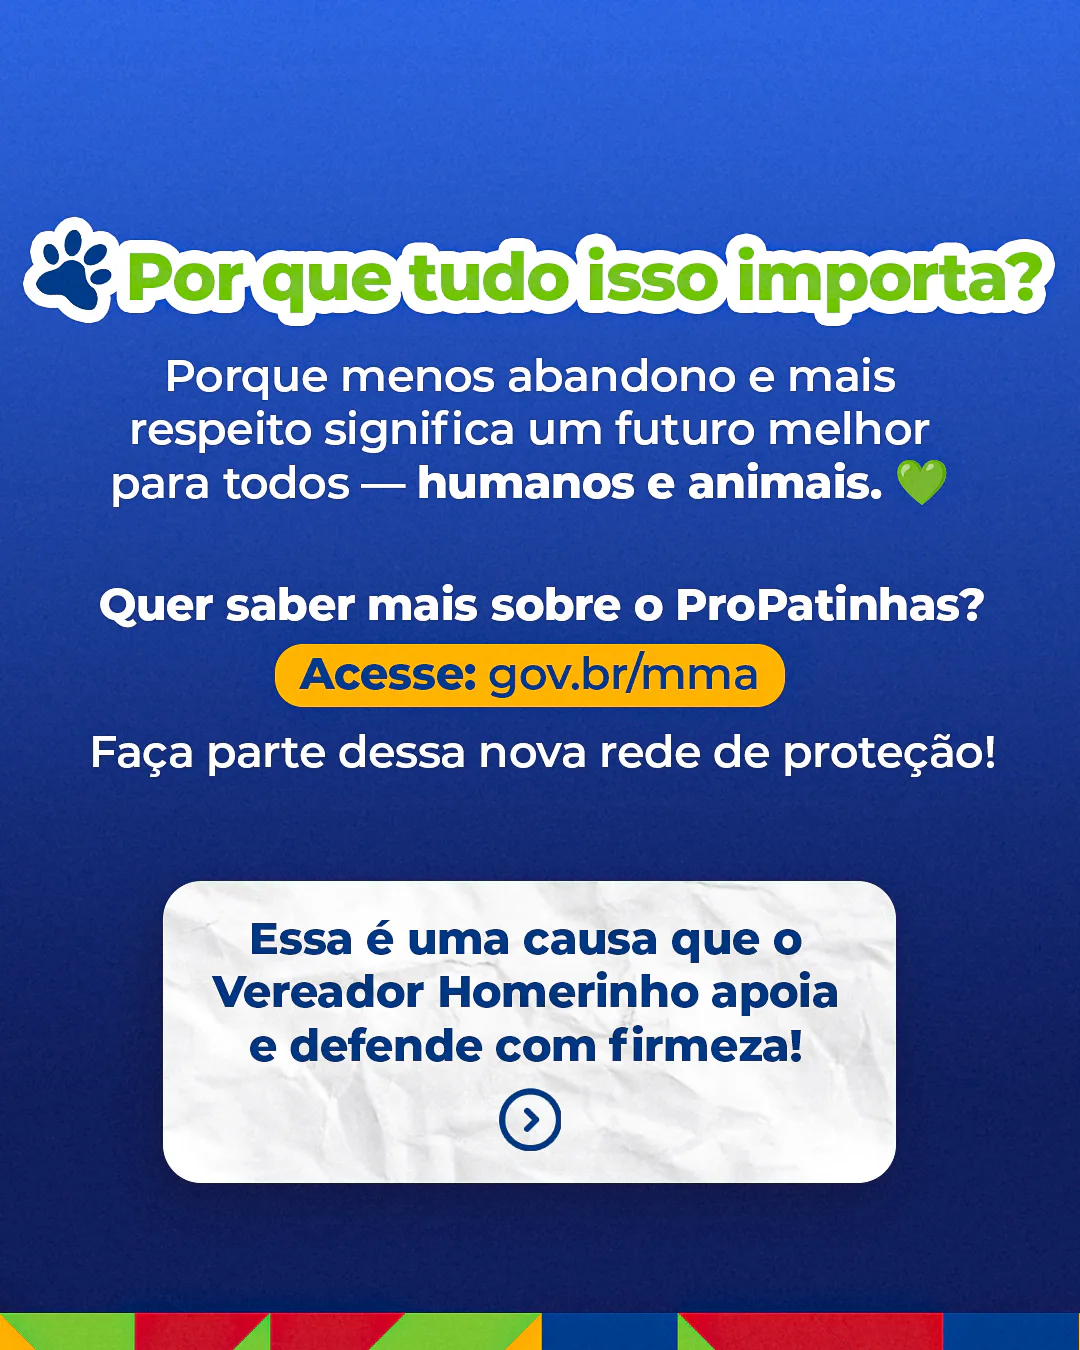 Por que tudo isso importa?
Porque menos abandono e mais
respeito significa um futuro melhor
para todos — humanos e animais. 💚
Quer saber mais sobre o ProPatinhas?
Acesse: gov.br/mma
Faça parte dessa nova rede de proteção!
Essa é uma causa que o
Vereador Homerinho apoia
e defende com firmeza!